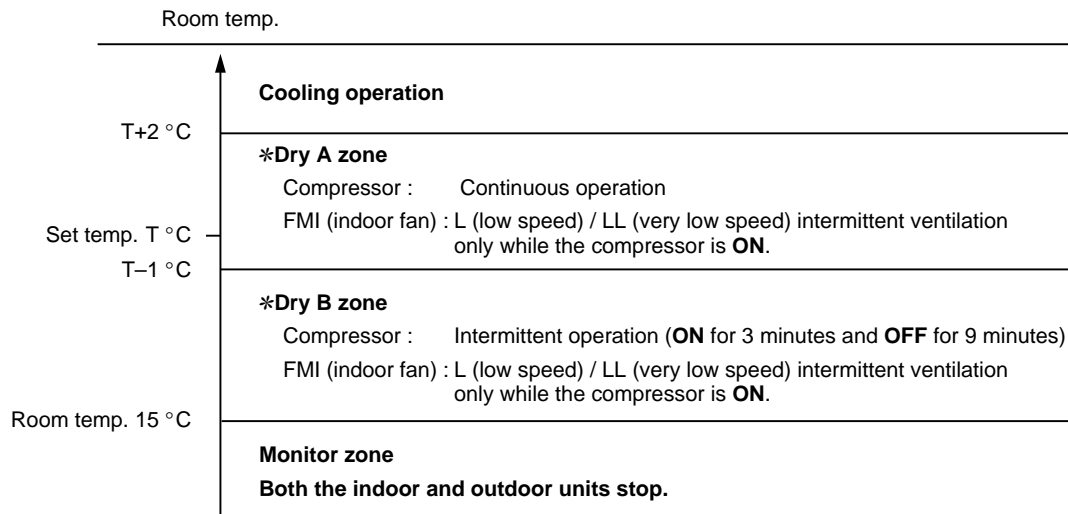 Room temp.
Cooling operation
T+2 °C
*Dry A zone
Compressor : Continuous operation
FMI (indoor fan) : L (low speed) / LL (very low speed) intermittent ventilation
only while the compressor is ON.
Set temp. T °C
T–1 °C
*Dry B zone
Compressor : Intermittent operation (ON for 3 minutes and OFF for 9 minutes)
FMI (indoor fan) : L (low speed) / LL (very low speed) intermittent ventilation
only while the compressor is ON.
Room temp. 15 °C
Monitor zone
Both the indoor and outdoor units stop.